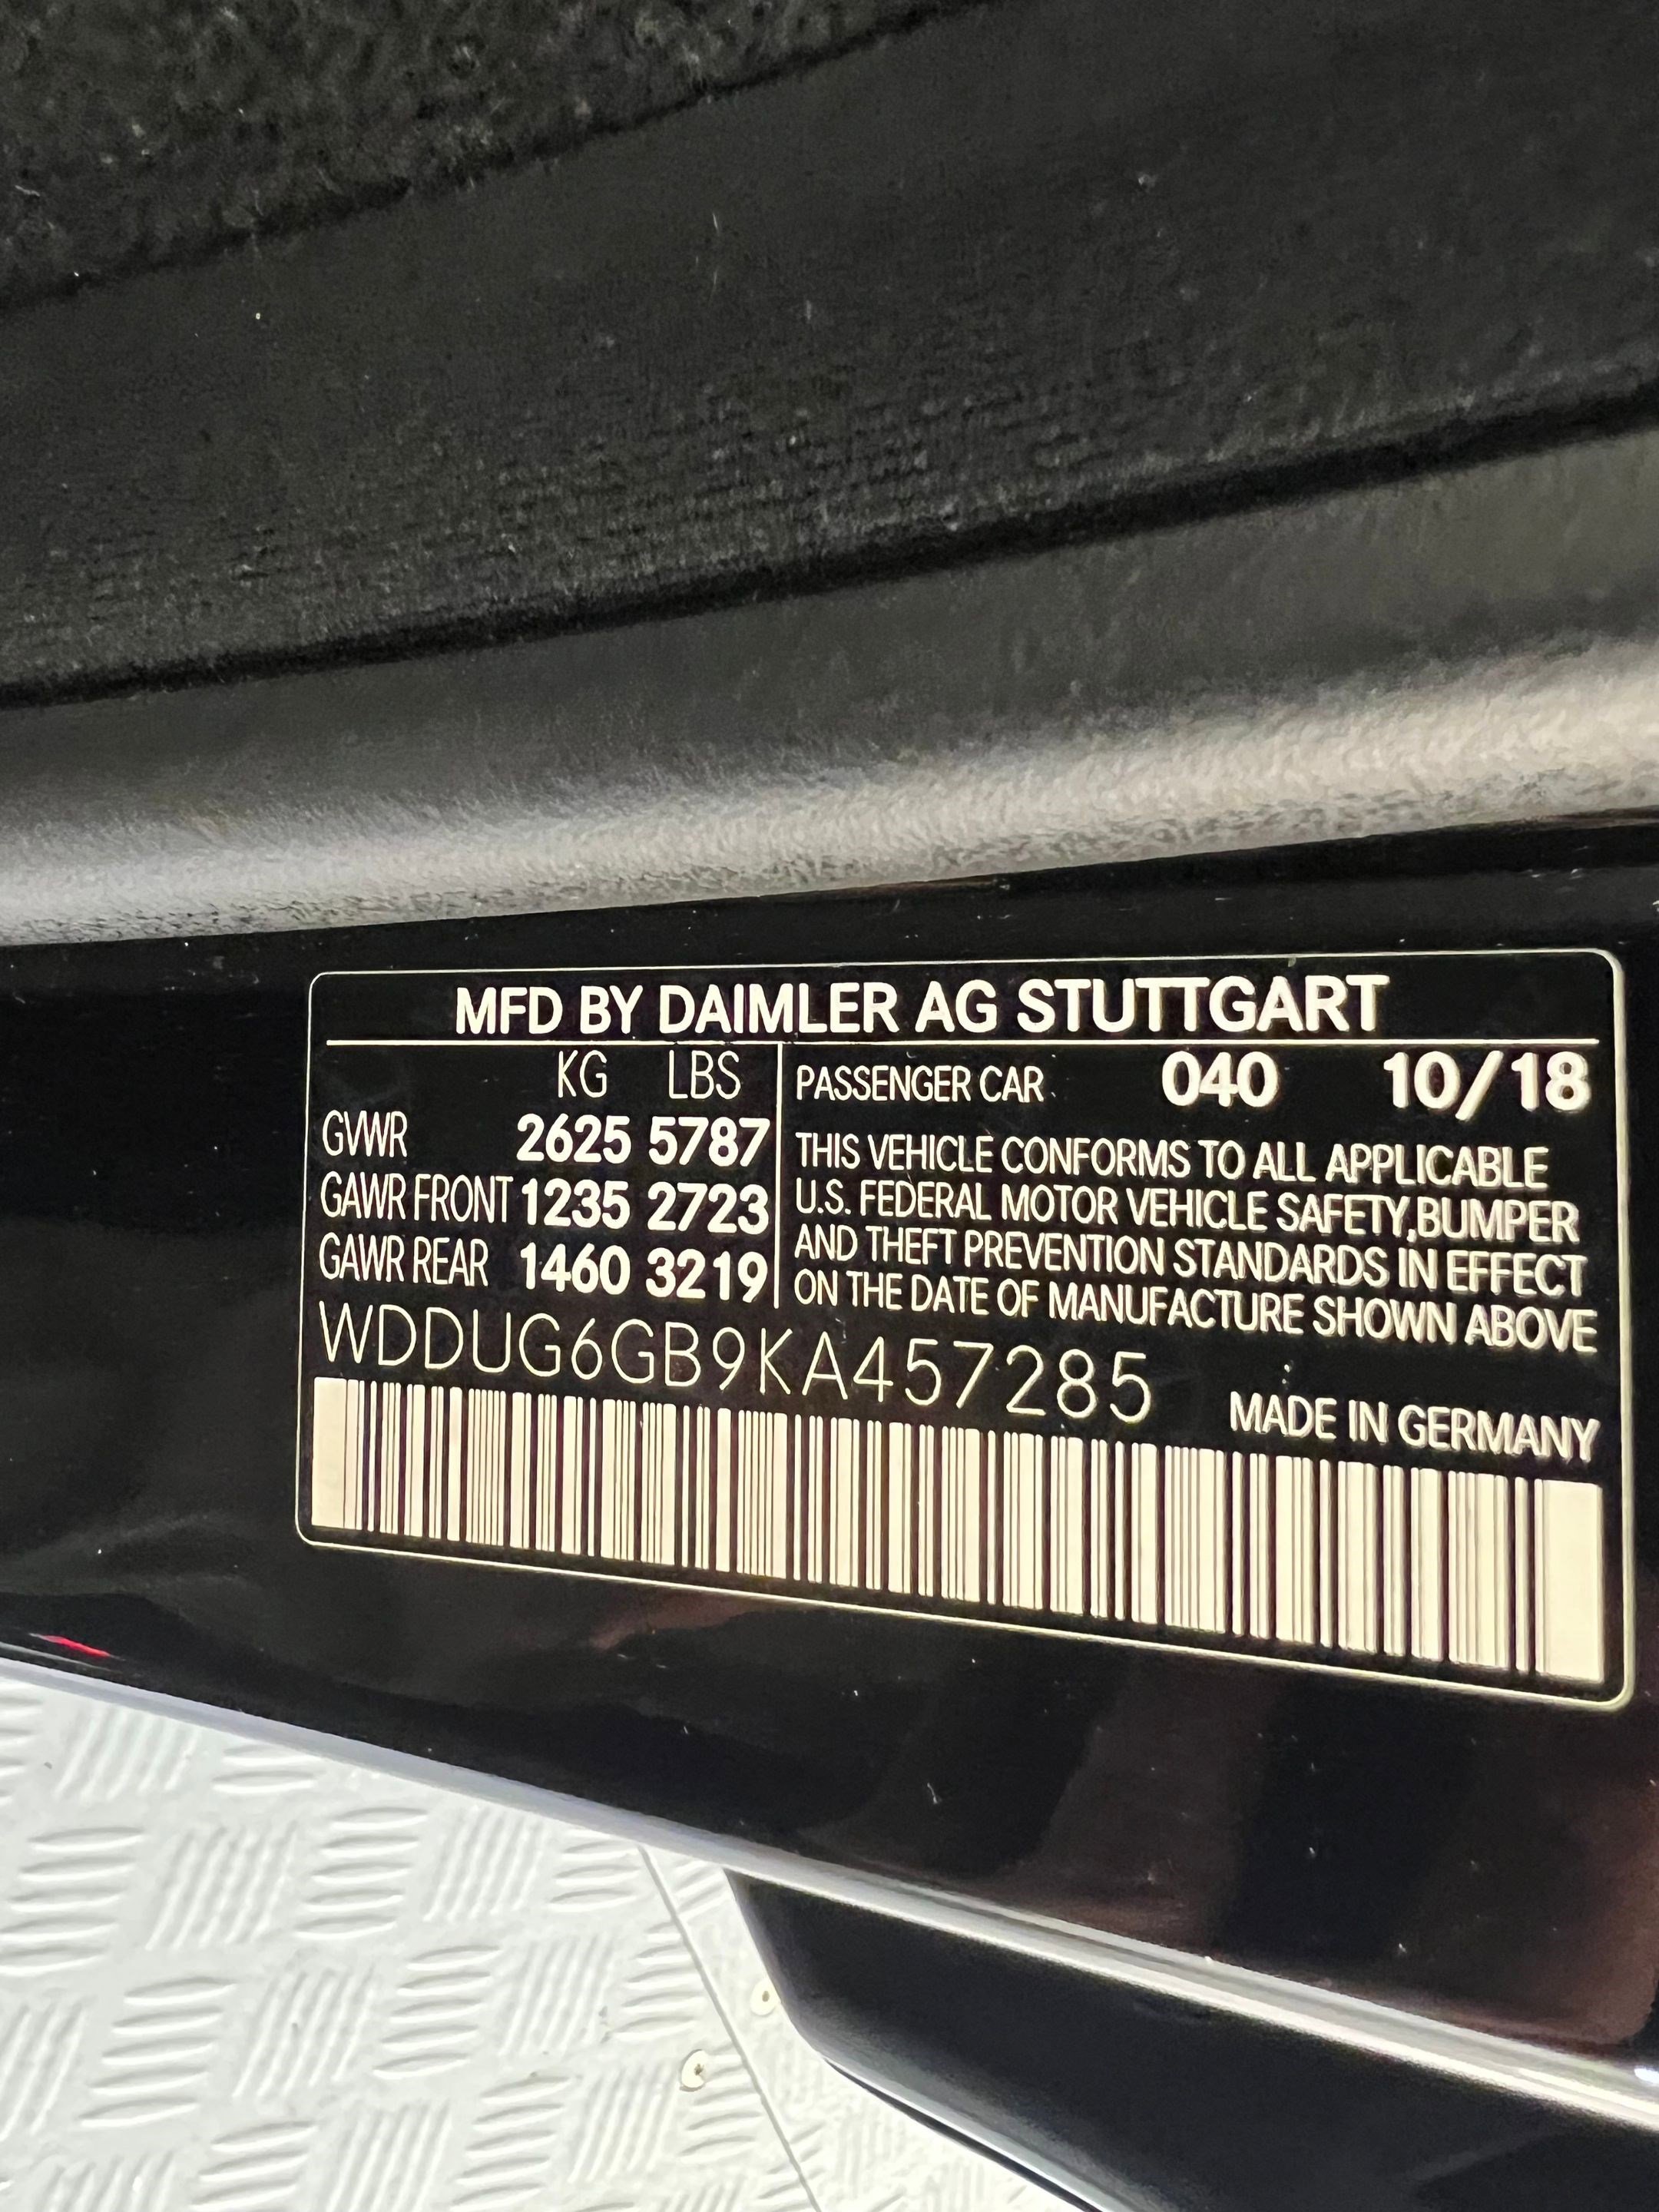 MFD BY DAIMLER AG STUTTGART
KG LBS
GVWR 2625 5787
GAWR FRONT 1235 2723
GAWR REAR 1460 3219
PASSENGER CAR 040 10/18
THIS VEHICLE CONFORMS TO ALL APPLICABLE
U.S. FEDERAL MOTOR VEHICLE SAFETY,BUMPER
AND THEFT PREVENTION STANDARDS IN EFFECT
ON THE DATE OF MANUFACTURE SHOWN ABOVE
WDDUG6GB9KA457285
MADE IN GERMANY